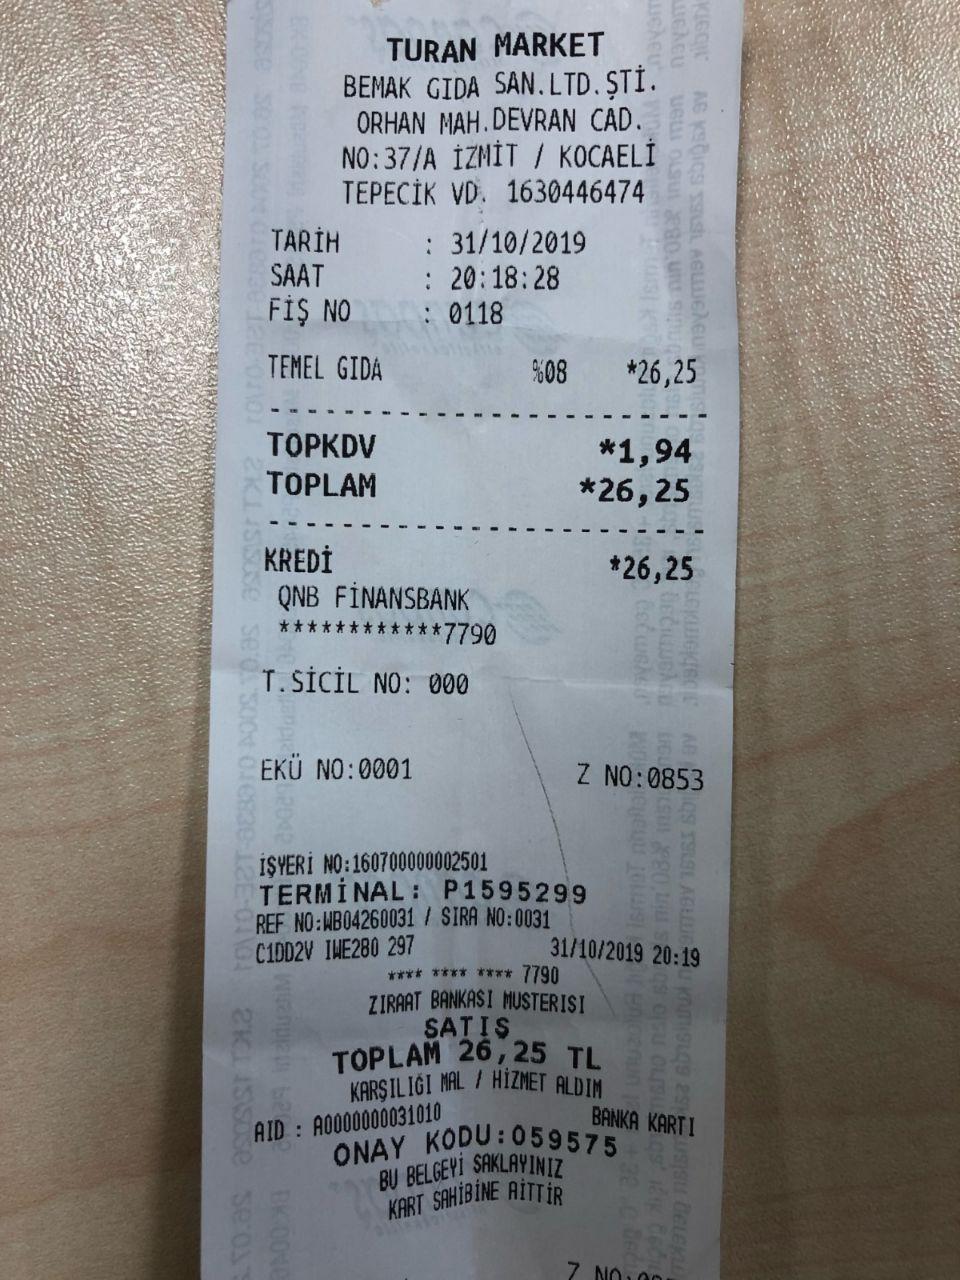 TURAN MARKET
BEMAK GIDA SAN.LTD.ŞTİ.
ORHAN MAH.DEVRAN CAD.
NO:37/A İZMİT / KOCAELİ
TEPECİK VD. 1630446474
TARİH : 31/10/2019
SAAT : 20:18:28
FİŞ NO : 0118
TEMEL GIDA %08 *26,25
TOPKDV *1,94
TOPLAM *26,25
KREDİ *26,25
QNB FİNANSBANK
************7790
T.SİCİL NO: 000
EKÜ NO:0001 Z NO:0853
İŞYERİ NO:160700000002501
TERMİNAL: P1595299
REF NO:WB04260031 / SIRA NO:0031
C1DD2V IWE280 297 31/10/2019 20:19
**** **** **** 7790
ZIRAAT BANKASI MUSTERISI
SATIŞ
TOPLAM 26,25 TL
KARŞILIĞI MAL / HİZMET ALDIM
AID : A0000000031010 BANKA KARTI
ONAY KODU:059575
BU BELGEYİ SAKLAYINIZ
KART SAHİBİNE AİTTİR
Z NO: